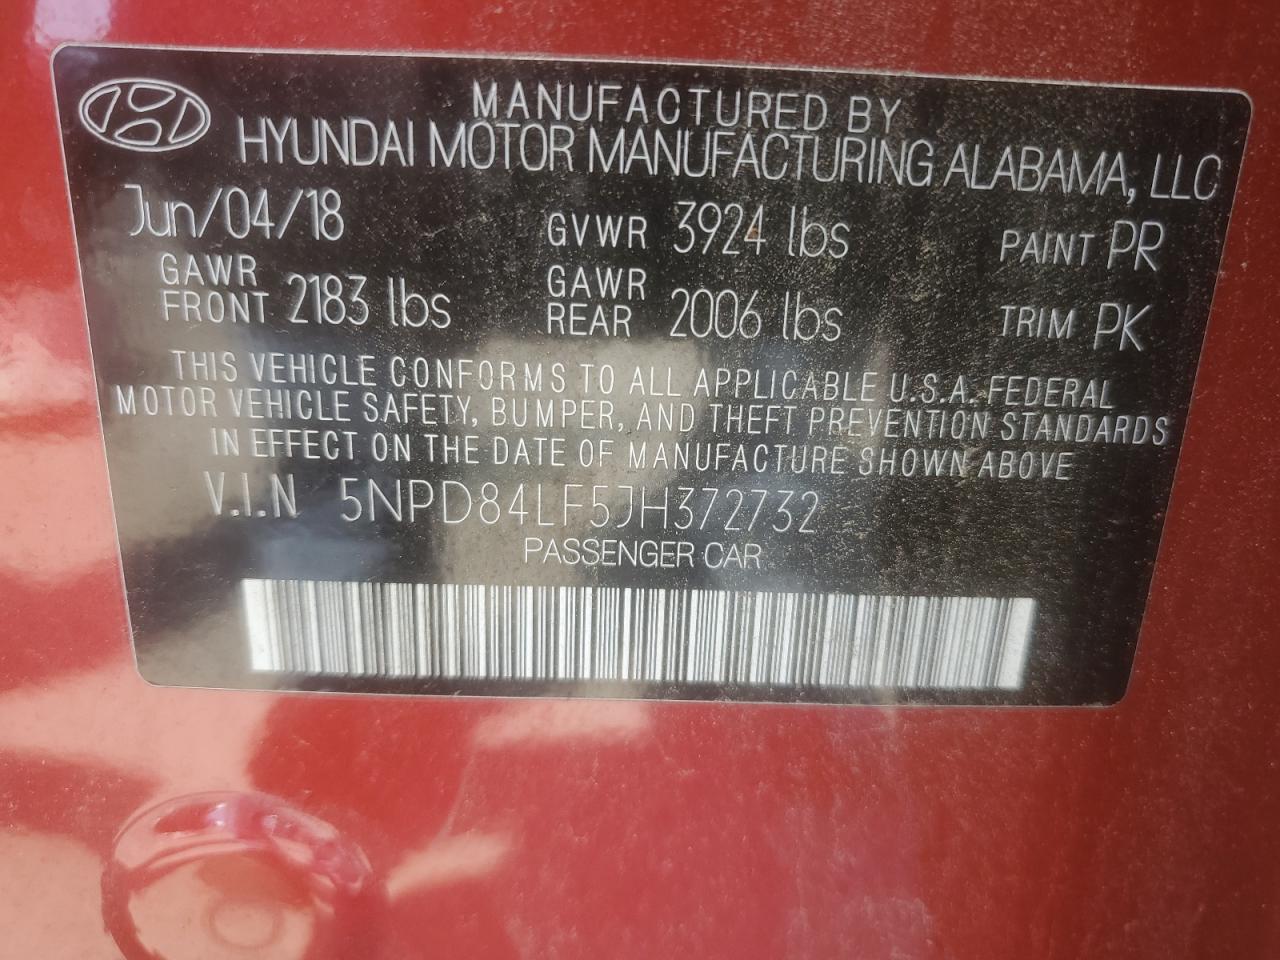 MANUFACTURED BY
HYUNDAI MOTOR MANUFACTURING ALABAMA, LLC
Jun/04/18 GVWR 3924 lbs PAINT PR
GAWR FRONT 2183 lbs GAWR REAR 2006 lbs TRIM PK
THIS VEHICLE CONFORMS TO ALL APPLICABLE U.S.A. FEDERAL
MOTOR VEHICLE SAFETY, BUMPER, AND THEFT PREVENTION STANDARDS
IN EFFECT ON THE DATE OF MANUFACTURE SHOWN ABOVE
V.I.N 5NPD84LF5JH372732
PASSENGER CAR